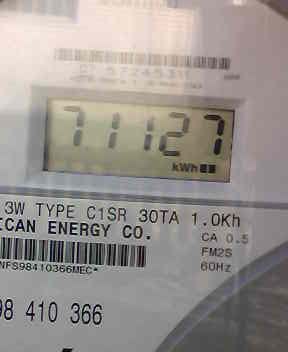 71127
kWh
3W TYPE C1SR 30TA 1.0Kh
ICAN ENERGY CO.
CA 0.5
FM2S
60Hz
NFS98410366MEC*
98 410 366